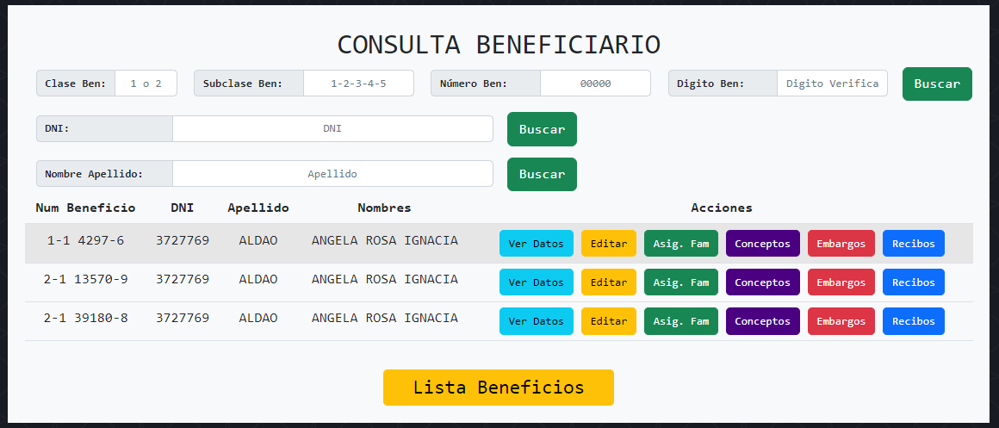 CONSULTA BENEFICIARIO
Clase Ben: 1 o 2 Subclase Ben: 1-2-3-4-5 Número Ben: 00000 Digito Ben: Digito Verifica Buscar
DNI: DNI Buscar
Nombre Apellido: Apellido Buscar
Num Beneficio DNI Apellido Nombres Acciones
1-1 4297-6 3727769 ALDAO ANGELA ROSA IGNACIA Ver Datos Editar Asig. Fam Conceptos Embargos Recibos
2-1 13570-9 3727769 ALDAO ANGELA ROSA IGNACIA Ver Datos Editar Asig. Fam Conceptos Embargos Recibos
2-1 39180-8 3727769 ALDAO ANGELA ROSA IGNACIA Ver Datos Editar Asig. Fam Conceptos Embargos Recibos
Lista Beneficios